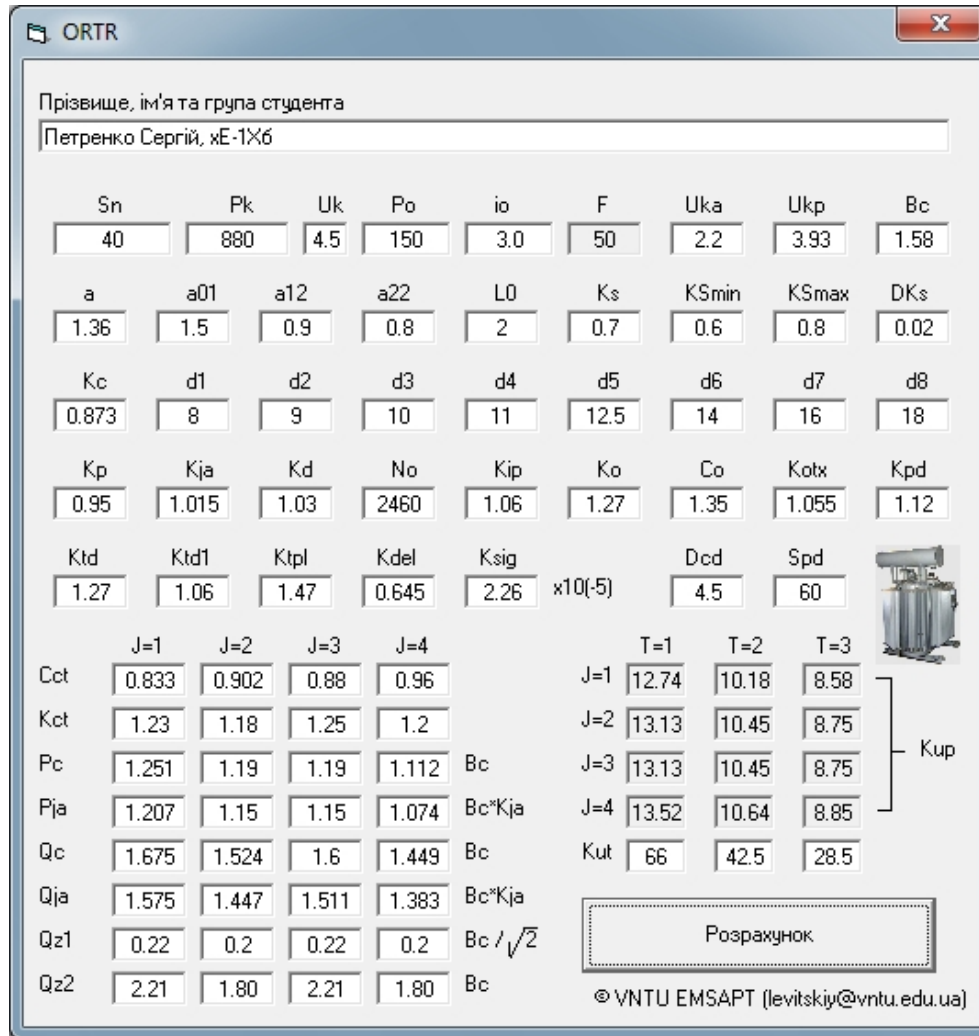 ORTR
Прізвище, ім'я та група студента
Петренко Сергій, хЕ-1Хб
Sn Pk Uk Po io F Uka Ukp Bc
40 880 4.5 150 3.0 50 2.2 3.93 1.58
a a01 a12 a22 L0 Ks KSmin KSmax DKs
1.36 1.5 0.9 0.8 2 0.7 0.6 0.8 0.02
Kc d1 d2 d3 d4 d5 d6 d7 d8
0.873 8 9 10 11 12.5 14 16 18
Kp Kja Kd No Kip Ko Co Kotx Kpd
0.95 1.015 1.03 2460 1.06 1.27 1.35 1.055 1.12
Ktd Ktd1 Ktpl Kdel Ksig Dcd Spd
1.27 1.06 1.47 0.645 2.26 x10(-5) 4.5 60
J=1 J=2 J=3 J=4 T=1 T=2 T=3
Cct 0.833 0.902 0.88 0.96 J=1 12.74 10.18 8.58
Kct 1.23 1.18 1.25 1.2 J=2 13.13 10.45 8.75
Kup
Pc 1.251 1.19 1.19 1.112 Bc J=3 13.13 10.45 8.75
Pja 1.207 1.15 1.15 1.074 Bc*Kja J=4 13.52 10.64 8.85
Qc 1.675 1.524 1.6 1.449 Bc Kut 66 42.5 28.5
Qja 1.575 1.447 1.511 1.383 Bc*Kja
Qz1 0.22 0.2 0.22 0.2 Bc /√2 Розрахунок
Qz2 2.21 1.80 2.21 1.80 Bc
© VNTU EMSAPT (levitskiy@vntu.edu.ua)